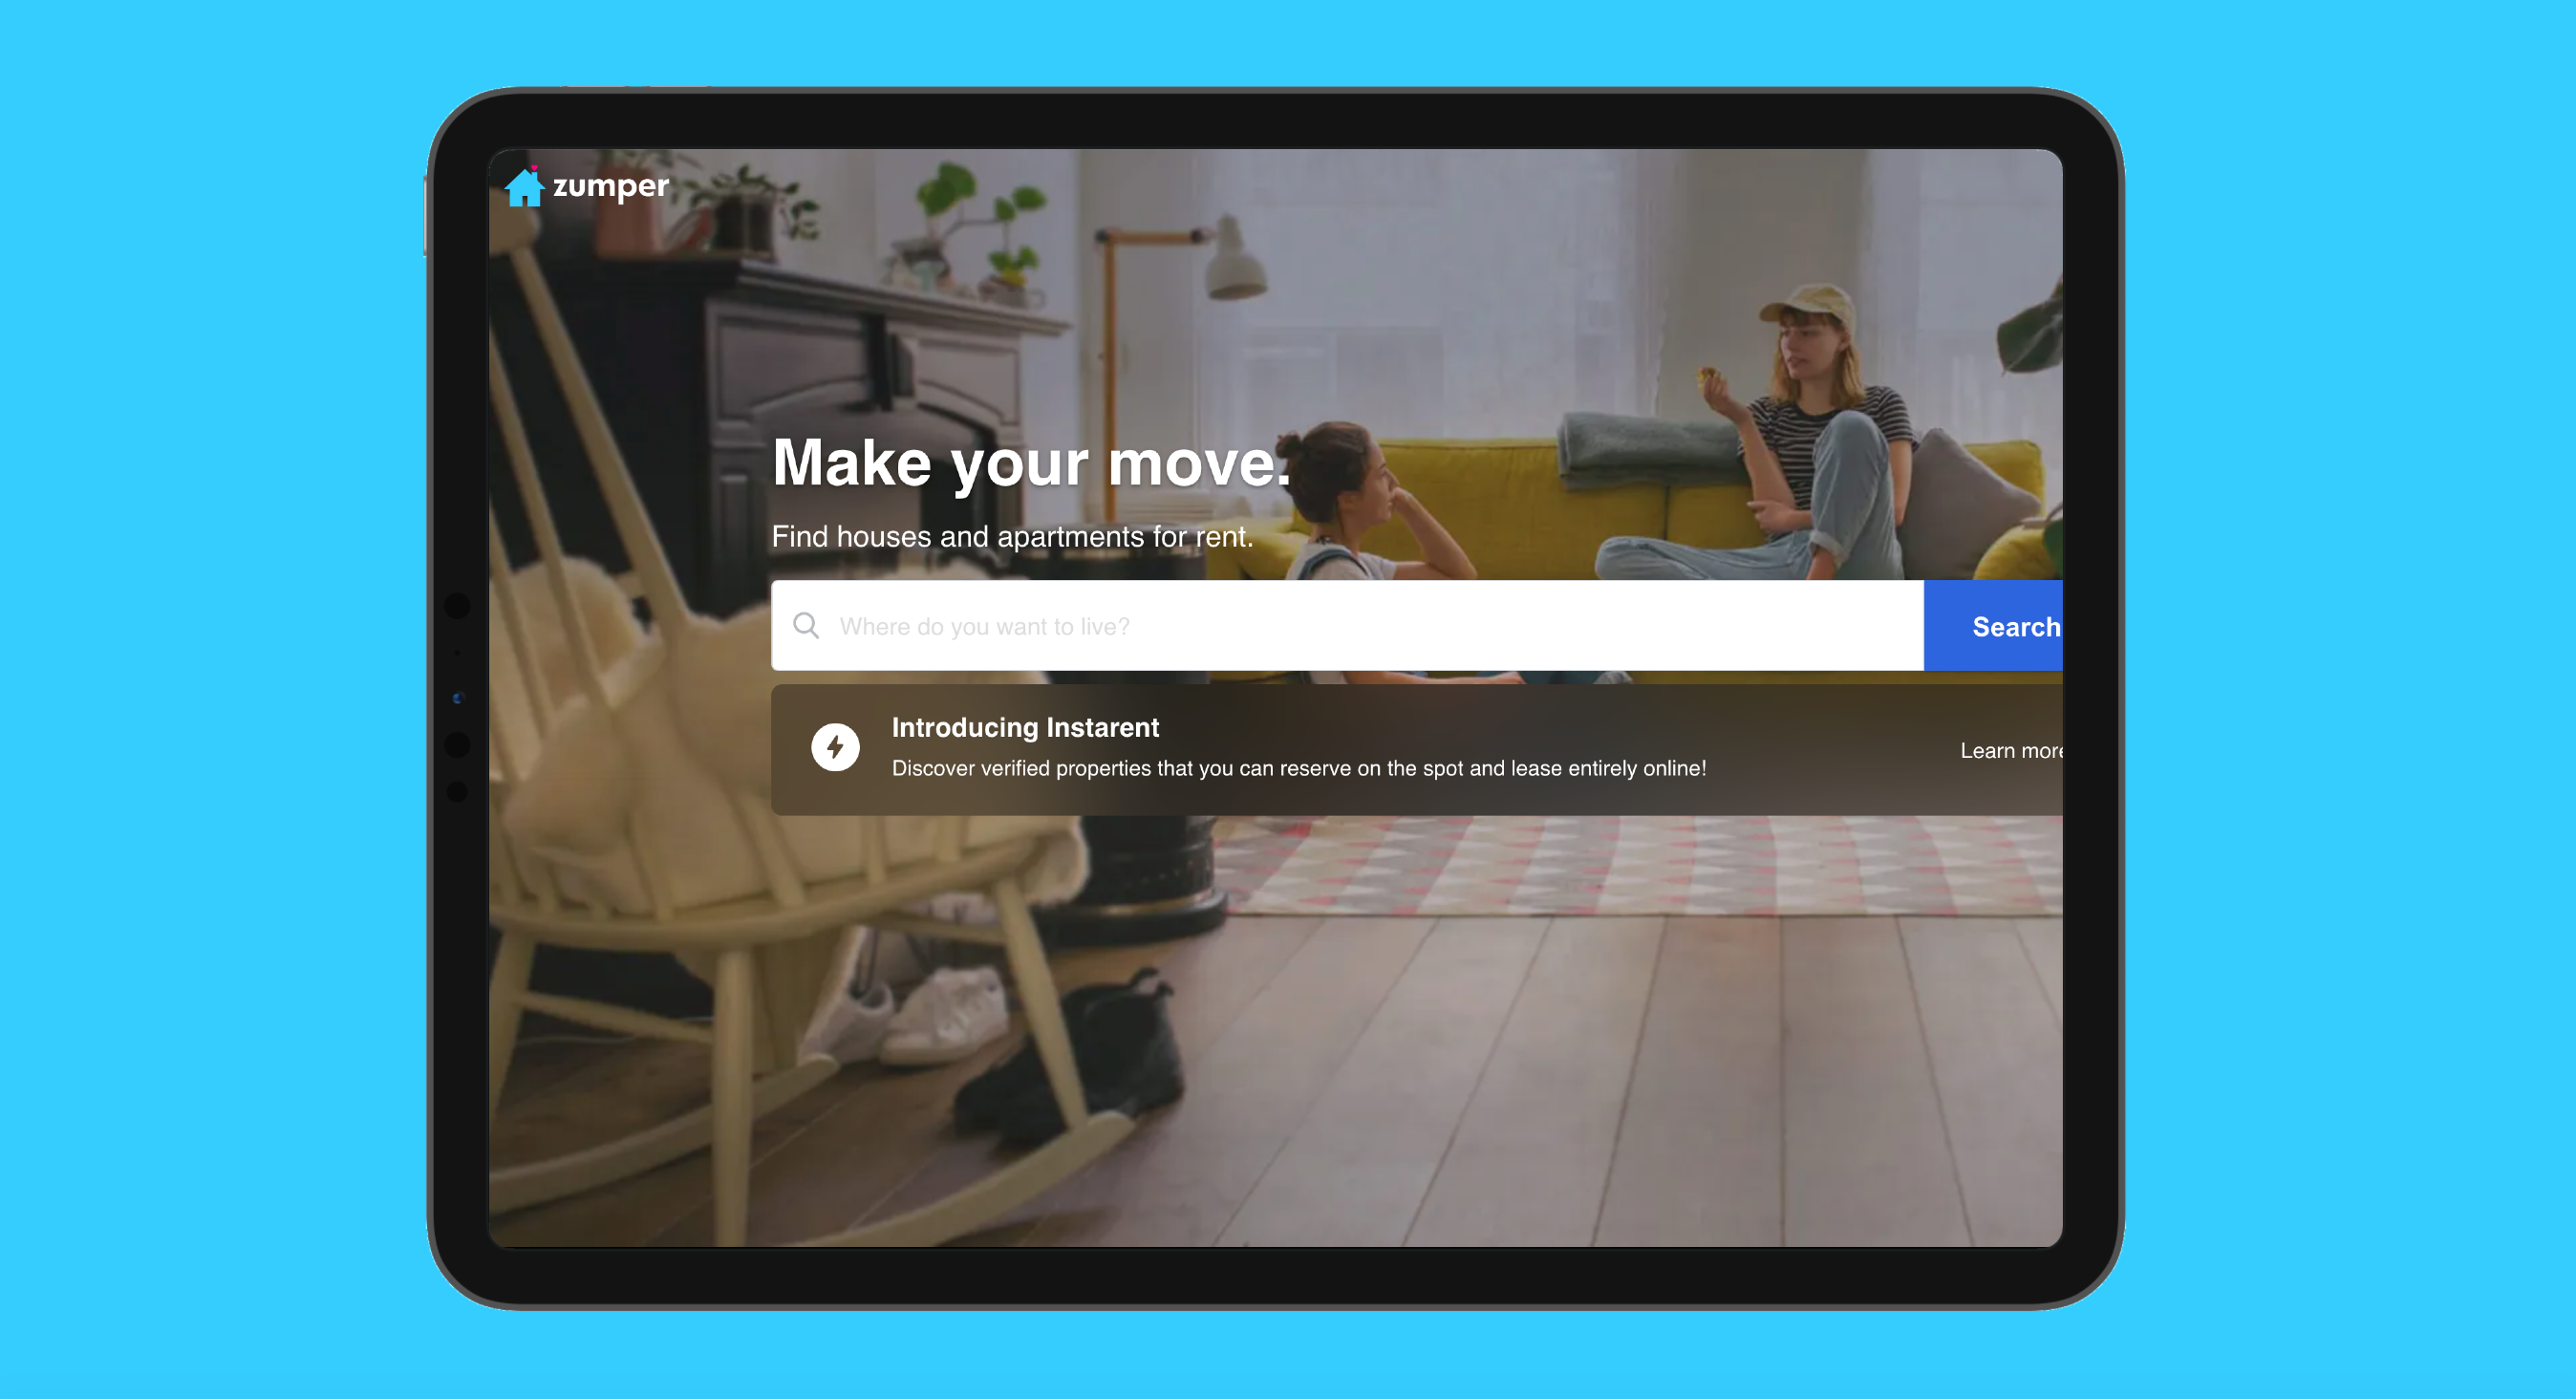 zumper
Make your move.
Find houses and apartments for rent.
Where do you want to live?
Search
Introducing Instarent
Discover verified properties that you can reserve on the spot and lease entirely online!
Learn more